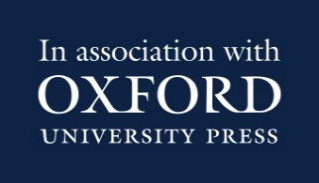 In association with
OXFORD
UNIVERSITY PRESS